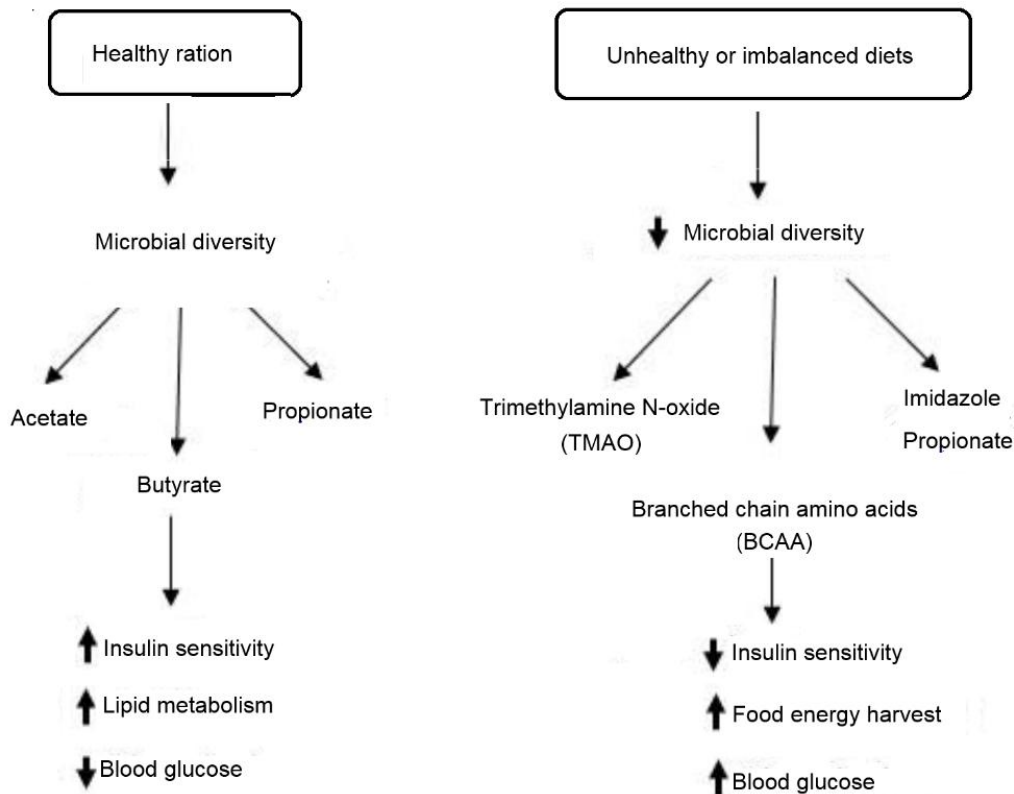 Healthy ration
Microbial diversity
Acetate
Propionate
Butyrate
Insulin sensitivity
Lipid metabolism
Blood glucose
Unhealthy or imbalanced diets
Microbial diversity
Trimethylamine N-oxide
(TMAO)
Imidazole
Propionate
Branched chain amino acids
(BCAA)
Insulin sensitivity
Food energy harvest
Blood glucose